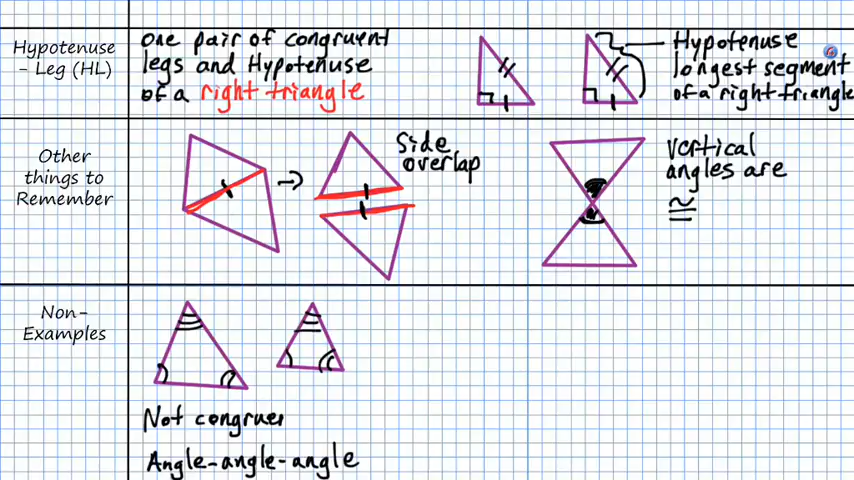 Hypotenuse
- Leg (HL)
one pair of congruent
legs and Hypotenuse
of a right triangle
Hypotenuse
longest segment
of a right triangle
Other
things to
Remember
Side
overlap
vertical
angles are
≅
Non-
Examples
Not congruen
Angle-angle-angle